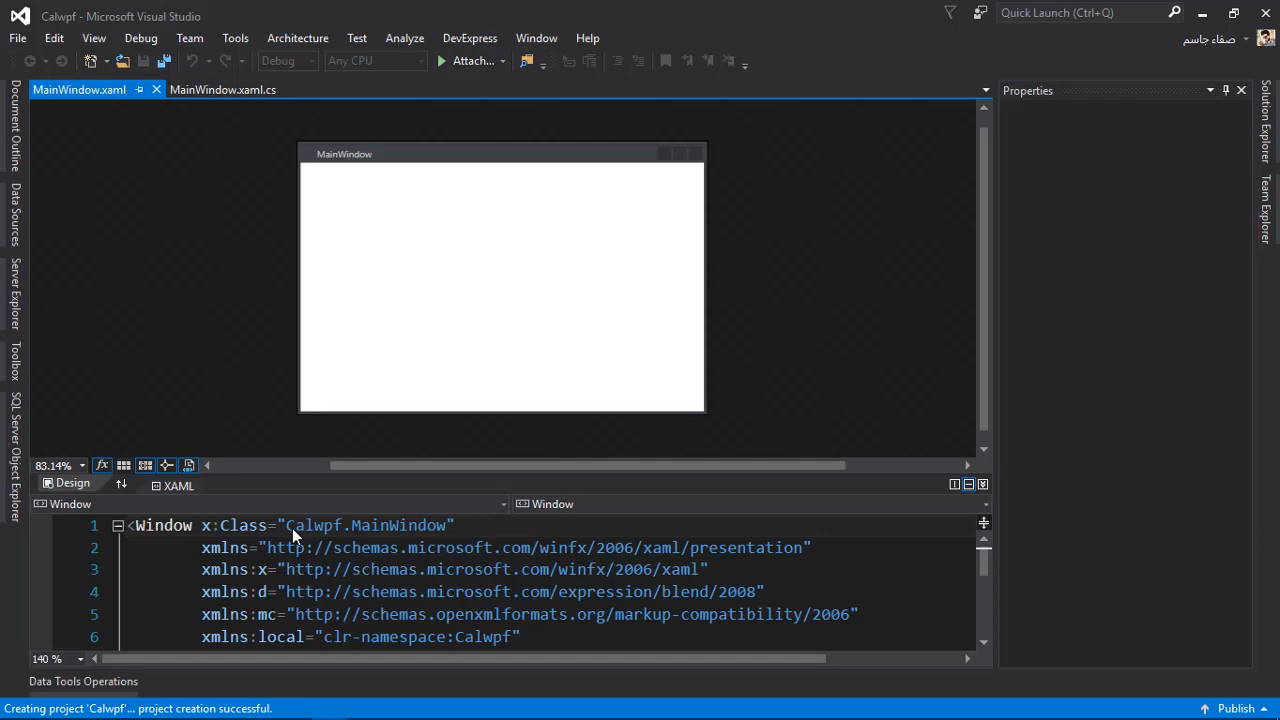 Calwpf - Microsoft Visual Studio
Quick Launch (Ctrl+Q)
File Edit View Debug Team Tools Architecture Test Analyze DevExpress Window Help
صفاء جاسم
Debug Any CPU Attach...
MainWindow.xaml MainWindow.xaml.cs
Properties
Document Outline
Data Sources
Server Explorer
Toolbox
SQL Server Object Explorer
Solution Explorer
Team Explorer
MainWindow
83.14% fx
Design XAML
Window Window
1 <Window x:Class="Calwpf.MainWindow"
2 xmlns="http://schemas.microsoft.com/winfx/2006/xaml/presentation"
3 xmlns:x="http://schemas.microsoft.com/winfx/2006/xaml"
4 xmlns:d="http://schemas.microsoft.com/expression/blend/2008"
5 xmlns:mc="http://schemas.openxmlformats.org/markup-compatibility/2006"
6 xmlns:local="clr-namespace:Calwpf"
140 %
Data Tools Operations
Creating project 'Calwpf'... project creation successful.
Publish